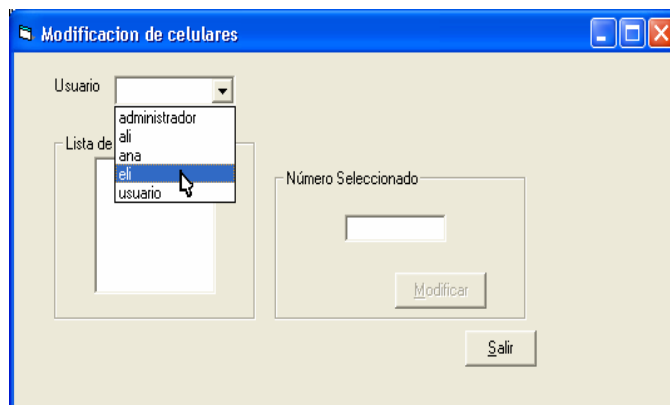 Modificacion de celulares
Usuario
administrador
ali
ana
eli
usuario
Lista de
Número Seleccionado
Modificar
Salir